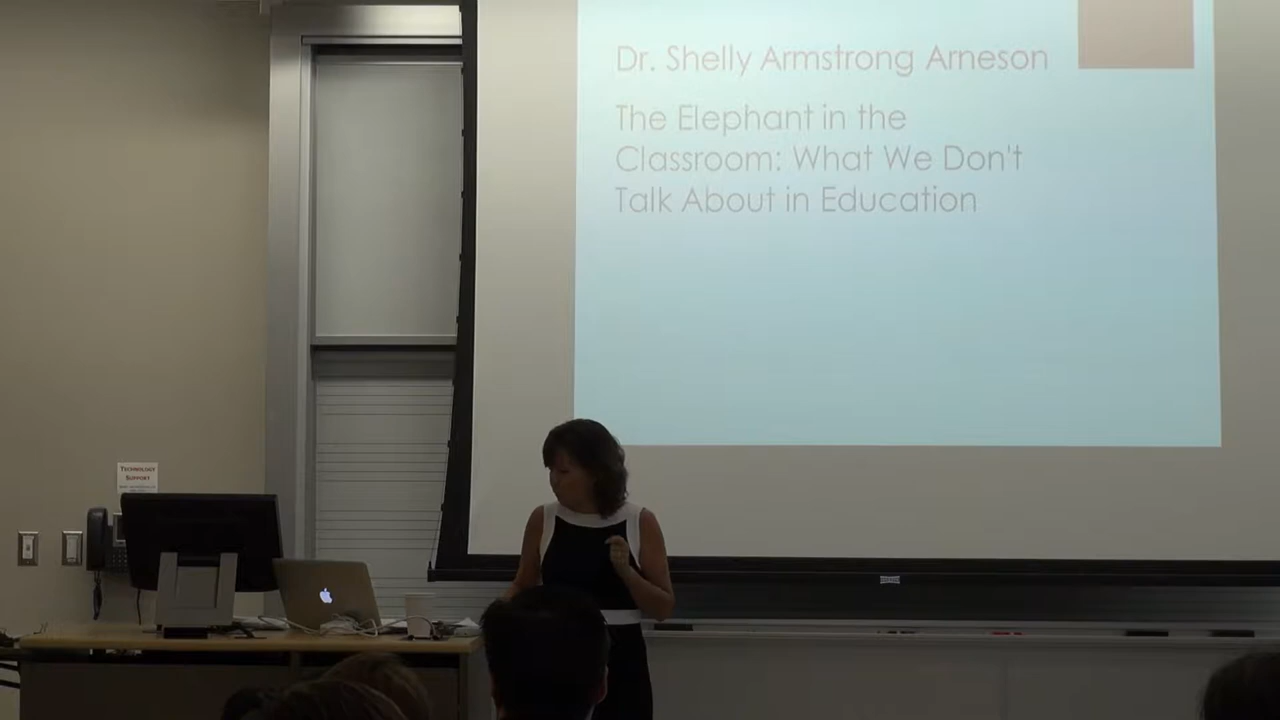 Dr. Shelly Armstrong Arneson
The Elephant in the
Classroom: What We Don't
Talk About in Education
TECHNOLOGY
SUPPORT